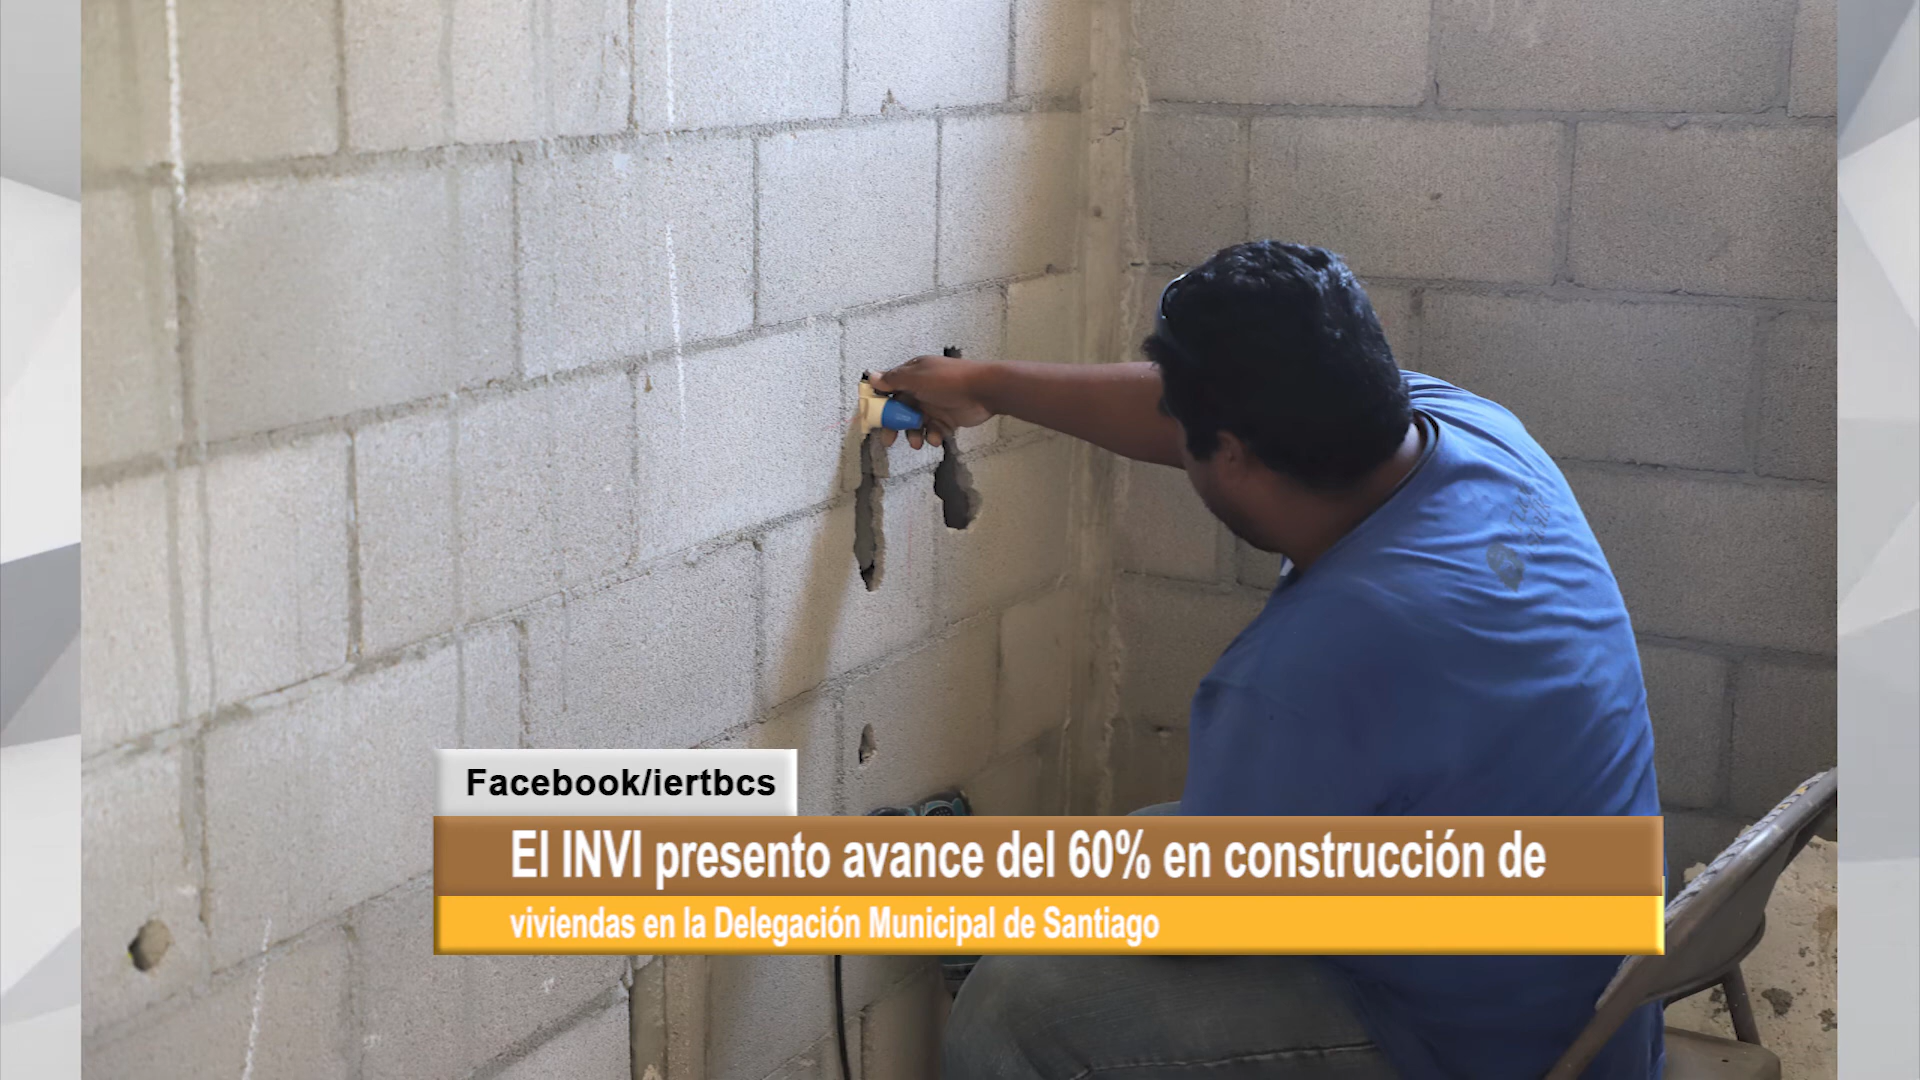 Facebook/iertbcs
El INVI presento avance del 60% en construcción de
viviendas en la Delegación Municipal de Santiago